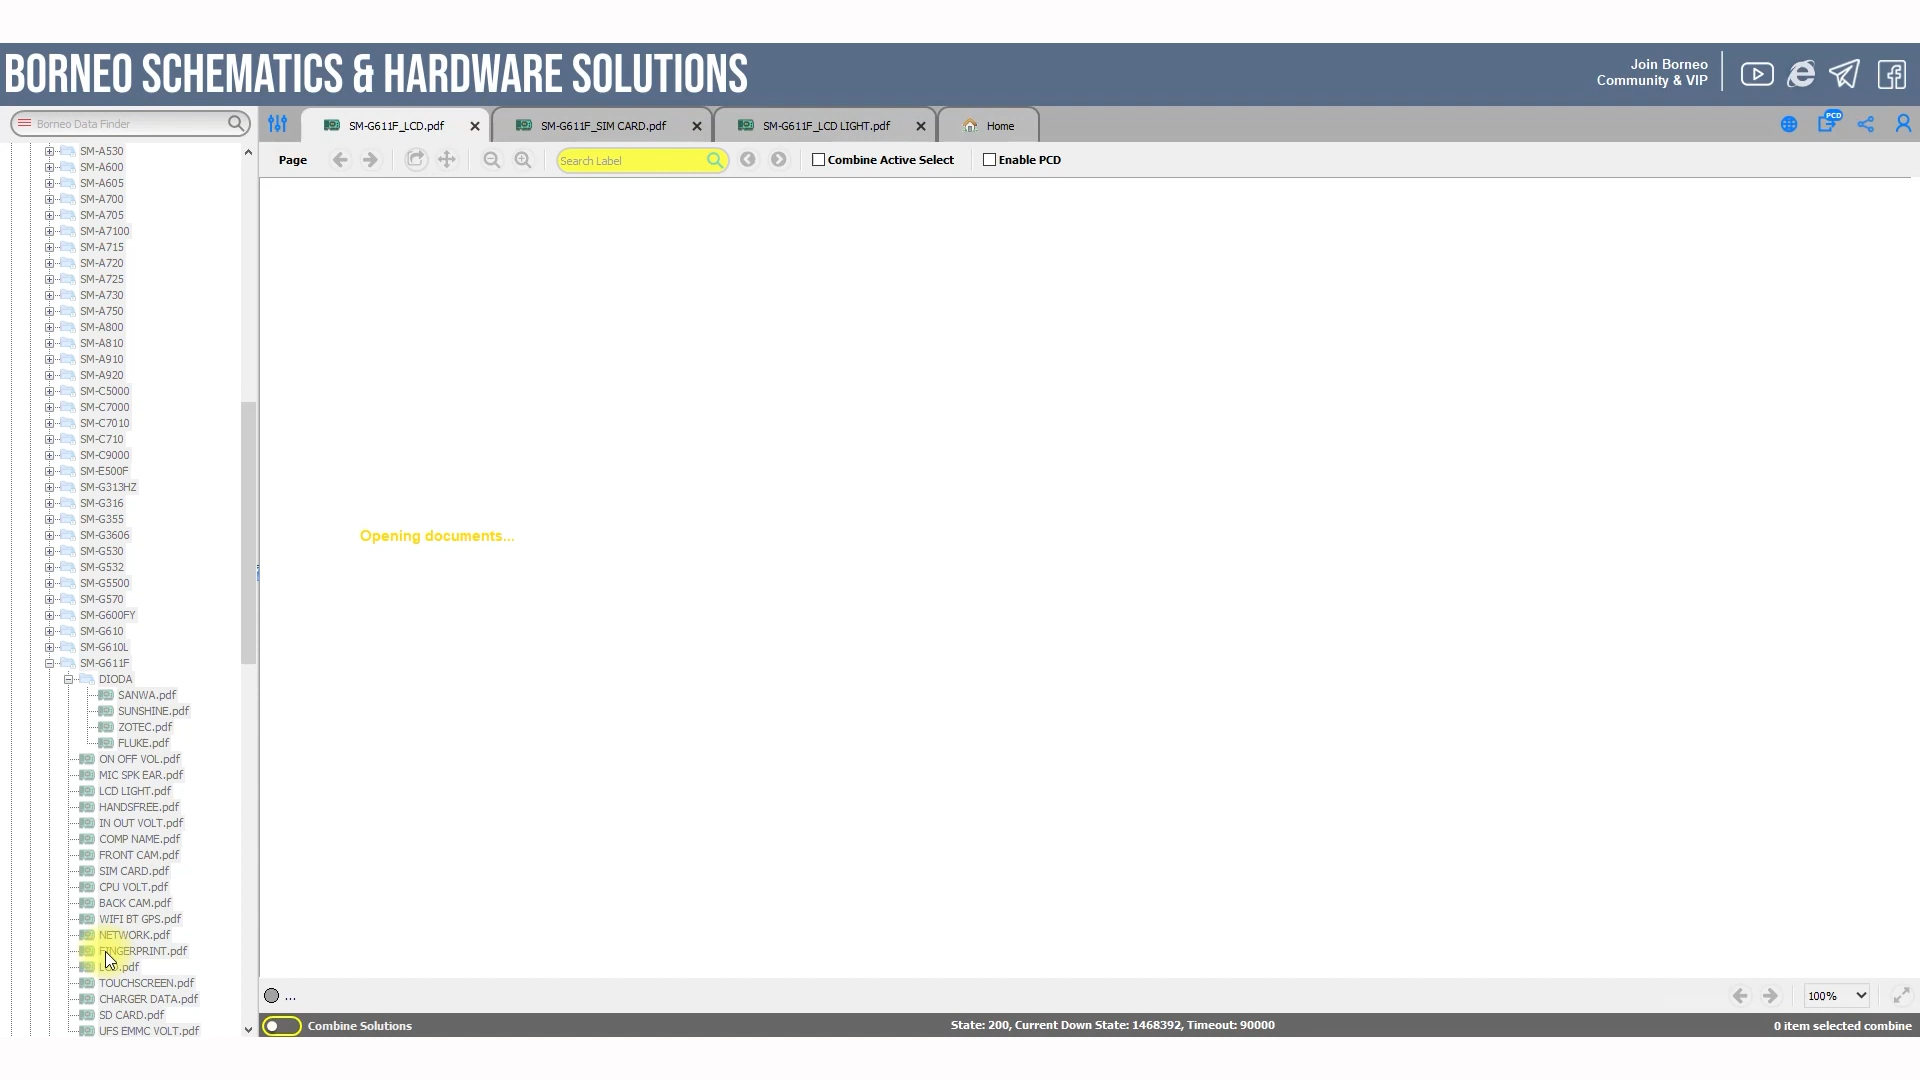 BORNEO SCHEMATICS & HARDWARE SOLUTIONS
Join Borneo
Community & VIP
Borneo Data Finder
SM-G611F_LCD.pdf
SM-G611F_SIM CARD.pdf
SM-G611F_LCD LIGHT.pdf
Home
PCD
Page
Search Label
Combine Active Select
Enable PCD
SM-A530
SM-A600
SM-A605
SM-A700
SM-A705
SM-A7100
SM-A715
SM-A720
SM-A725
SM-A730
SM-A750
SM-A800
SM-A810
SM-A910
SM-A920
SM-C5000
SM-C7000
SM-C7010
SM-C710
SM-C9000
SM-E500F
SM-G313HZ
SM-G316
SM-G355
SM-G3606
SM-G530
SM-G532
SM-G5500
SM-G570
SM-G600FY
SM-G610
SM-G610L
SM-G611F
DIODA
SANWA.pdf
SUNSHINE.pdf
ZOTEC.pdf
FLUKE.pdf
ON OFF VOL.pdf
MIC SPK EAR.pdf
LCD LIGHT.pdf
HANDSFREE.pdf
IN OUT VOLT.pdf
COMP NAME.pdf
FRONT CAM.pdf
SIM CARD.pdf
CPU VOLT.pdf
BACK CAM.pdf
WIFI BT GPS.pdf
NETWORK.pdf
FINGERPRINT.pdf
LCD.pdf
TOUCHSCREEN.pdf
CHARGER DATA.pdf
SD CARD.pdf
UFS EMMC VOLT.pdf
Opening documents...
...
100%
Combine Solutions
State: 200, Current Down State: 1468392, Timeout: 90000
0 item selected combine